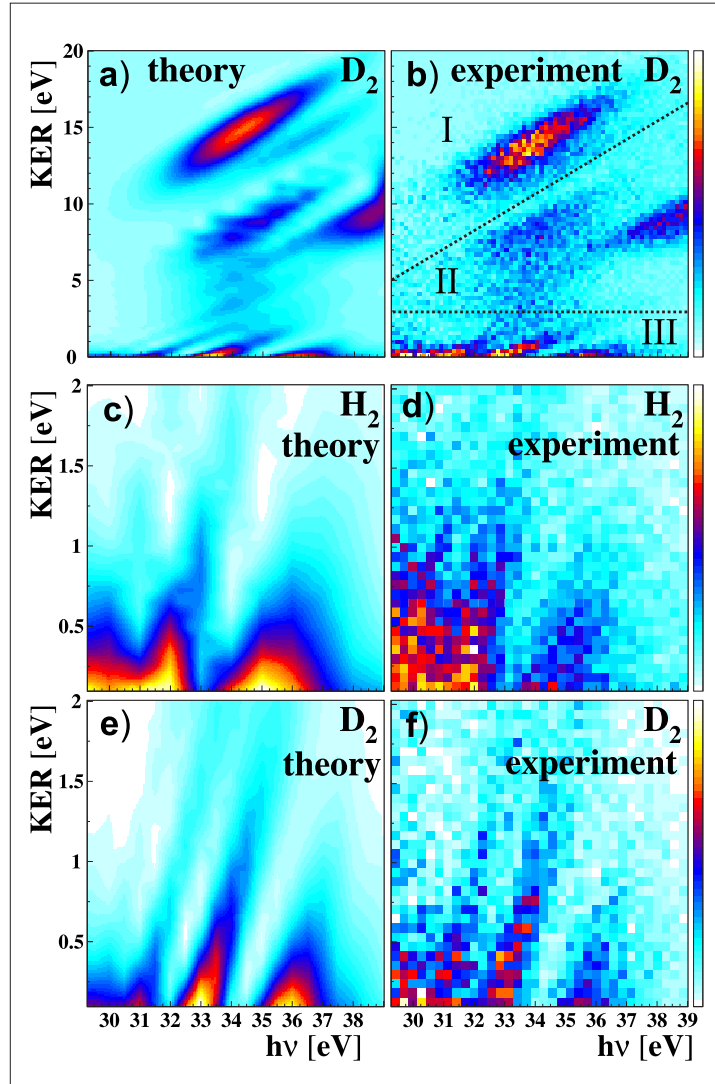 a) theory D2
b) experiment D2
KER [eV]
20
15
10
5
0
I
II
III
c) H2
theory
d) H2
experiment
KER [eV]
2
1.5
1
0.5
e) D2
theory
f) D2
experiment
KER [eV]
2
1.5
1
0.5
30 31 32 33 34 35 36 37 38
30 31 32 33 34 35 36 37 38 39
hν [eV]
hν [eV]